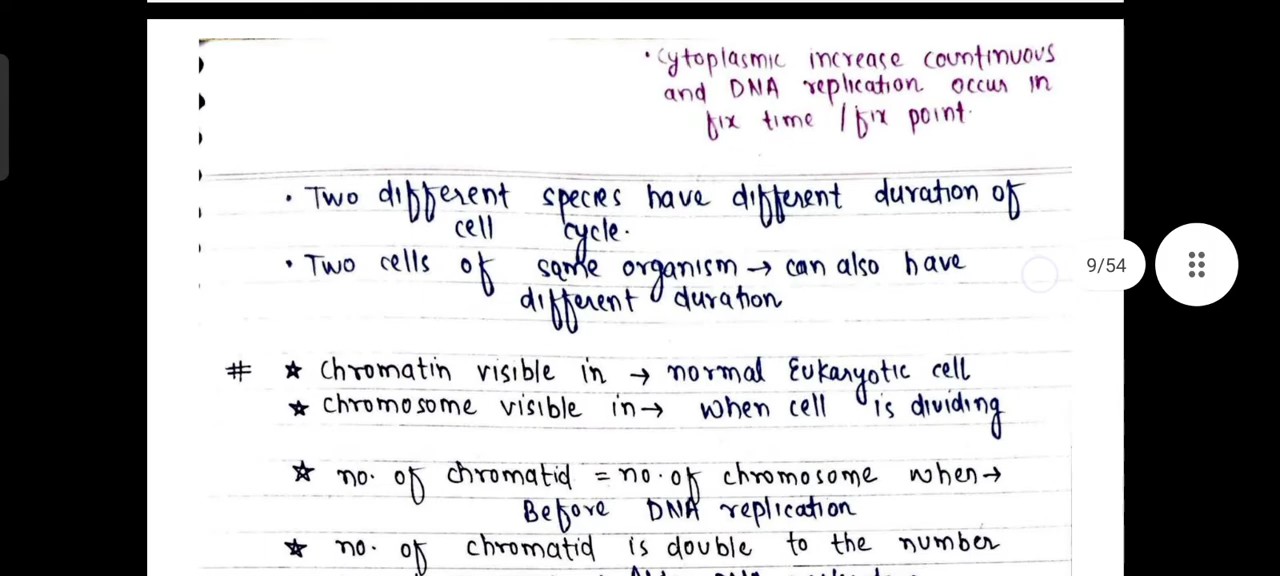 • Cytoplasmic increase countinuous
and DNA replication occur in
fix time / fix point.
• Two different species have different duration of
cell cycle.
• Two cells of same organism → can also have
different duration
9/54
# ☆ chromatin visible in → normal Eukaryotic cell
☆ chromosome visible in → when cell is dividing
☆ no. of chromatid = no. of chromosome when →
Before DNA replication
☆ no. of chromatid is double to the number